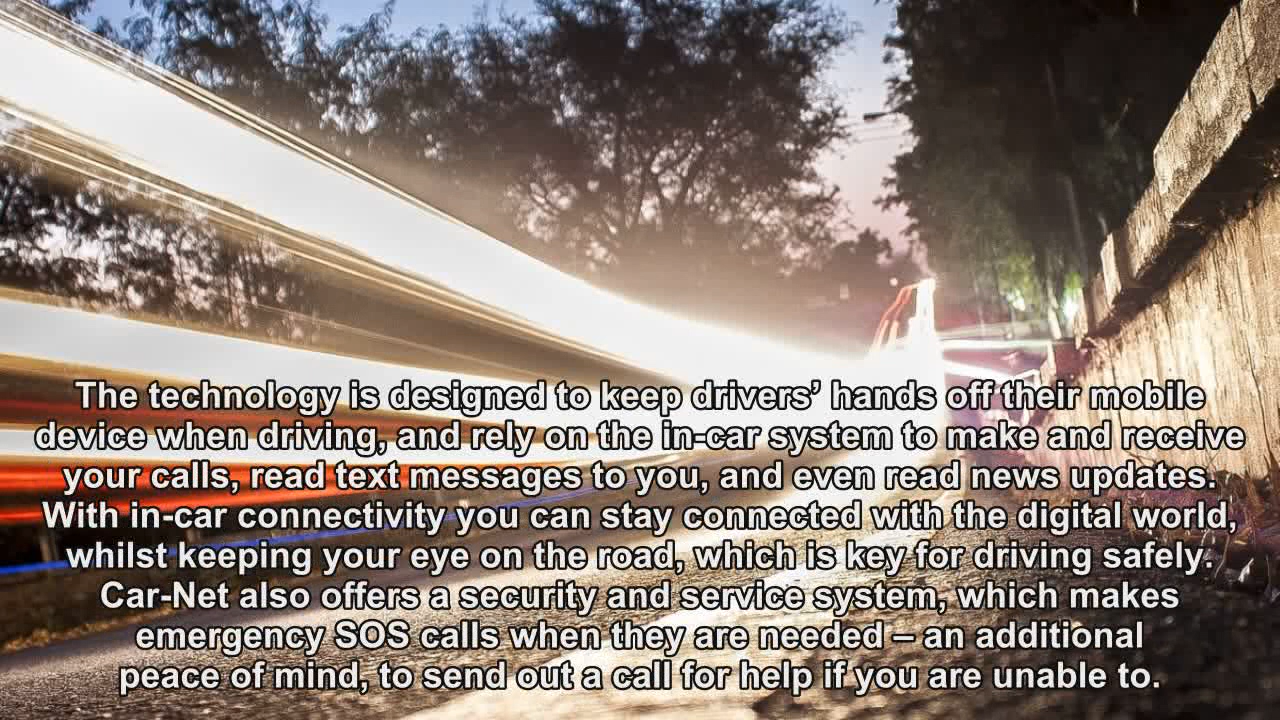 The technology is designed to keep drivers’ hands off their mobile
device when driving, and rely on the in-car system to make and receive
your calls, read text messages to you, and even read news updates.
With in-car connectivity you can stay connected with the digital world,
whilst keeping your eye on the road, which is key for driving safely.
Car-Net also offers a security and service system, which makes
emergency SOS calls when they are needed – an additional
peace of mind, to send out a call for help if you are unable to.